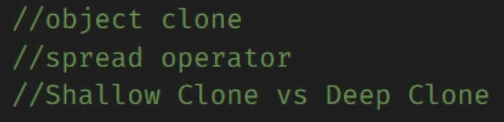 //object clone
//spread operator
//Shallow Clone vs Deep Clone